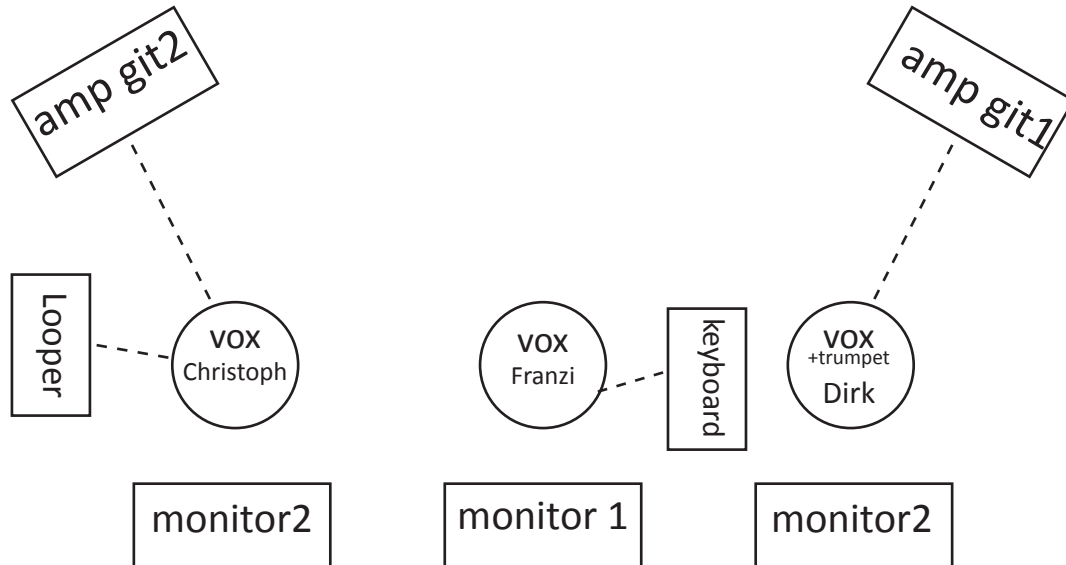 amp git2
amp git1
Looper
vox
Christoph
vox
Franzi
keyboard
vox
+trumpet
Dirk
monitor2
monitor 1
monitor2